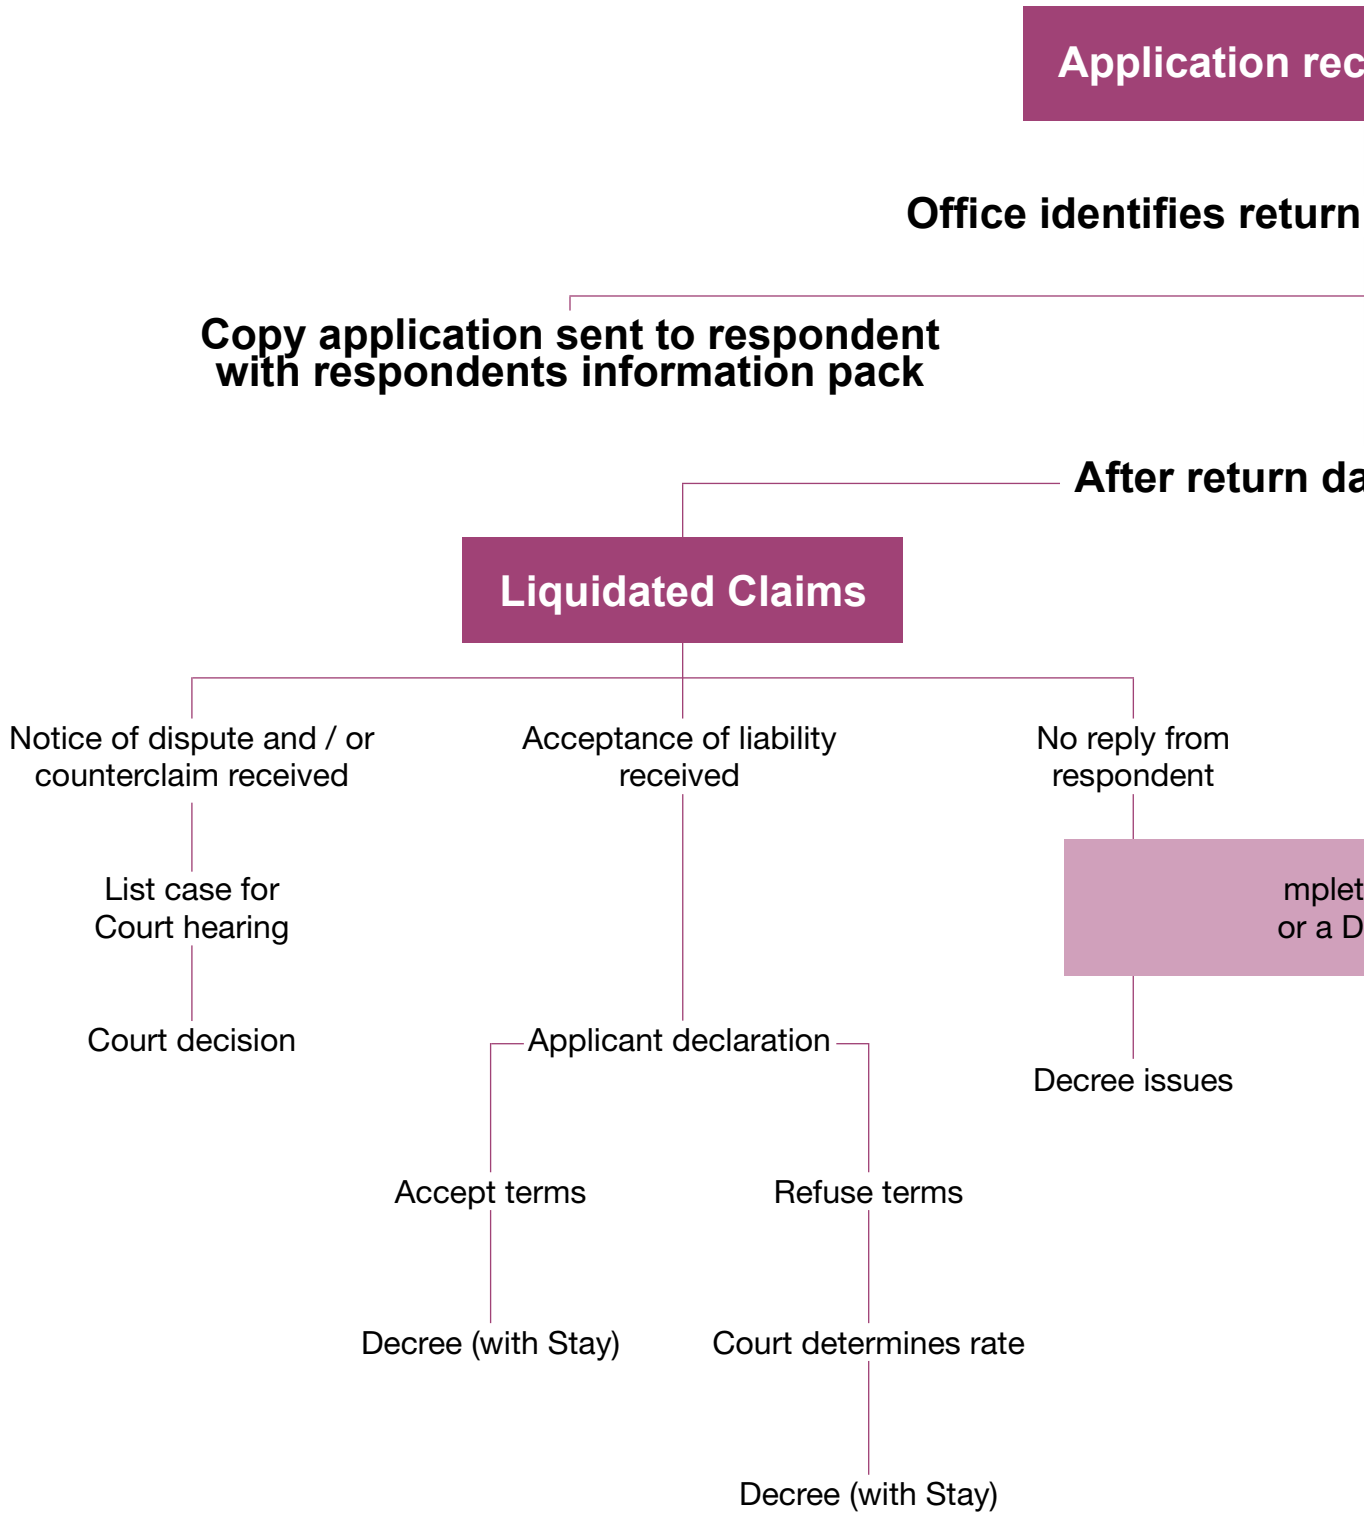 Application rec
Office identifies return
Copy application sent to respondent
with respondents information pack
After return da
Liquidated Claims
Notice of dispute and / or
counterclaim received
Acceptance of liability
received
No reply from
respondent
List case for
Court hearing
mplet
or a D
Court decision
Applicant declaration
Decree issues
Accept terms
Refuse terms
Decree (with Stay)
Court determines rate
Decree (with Stay)